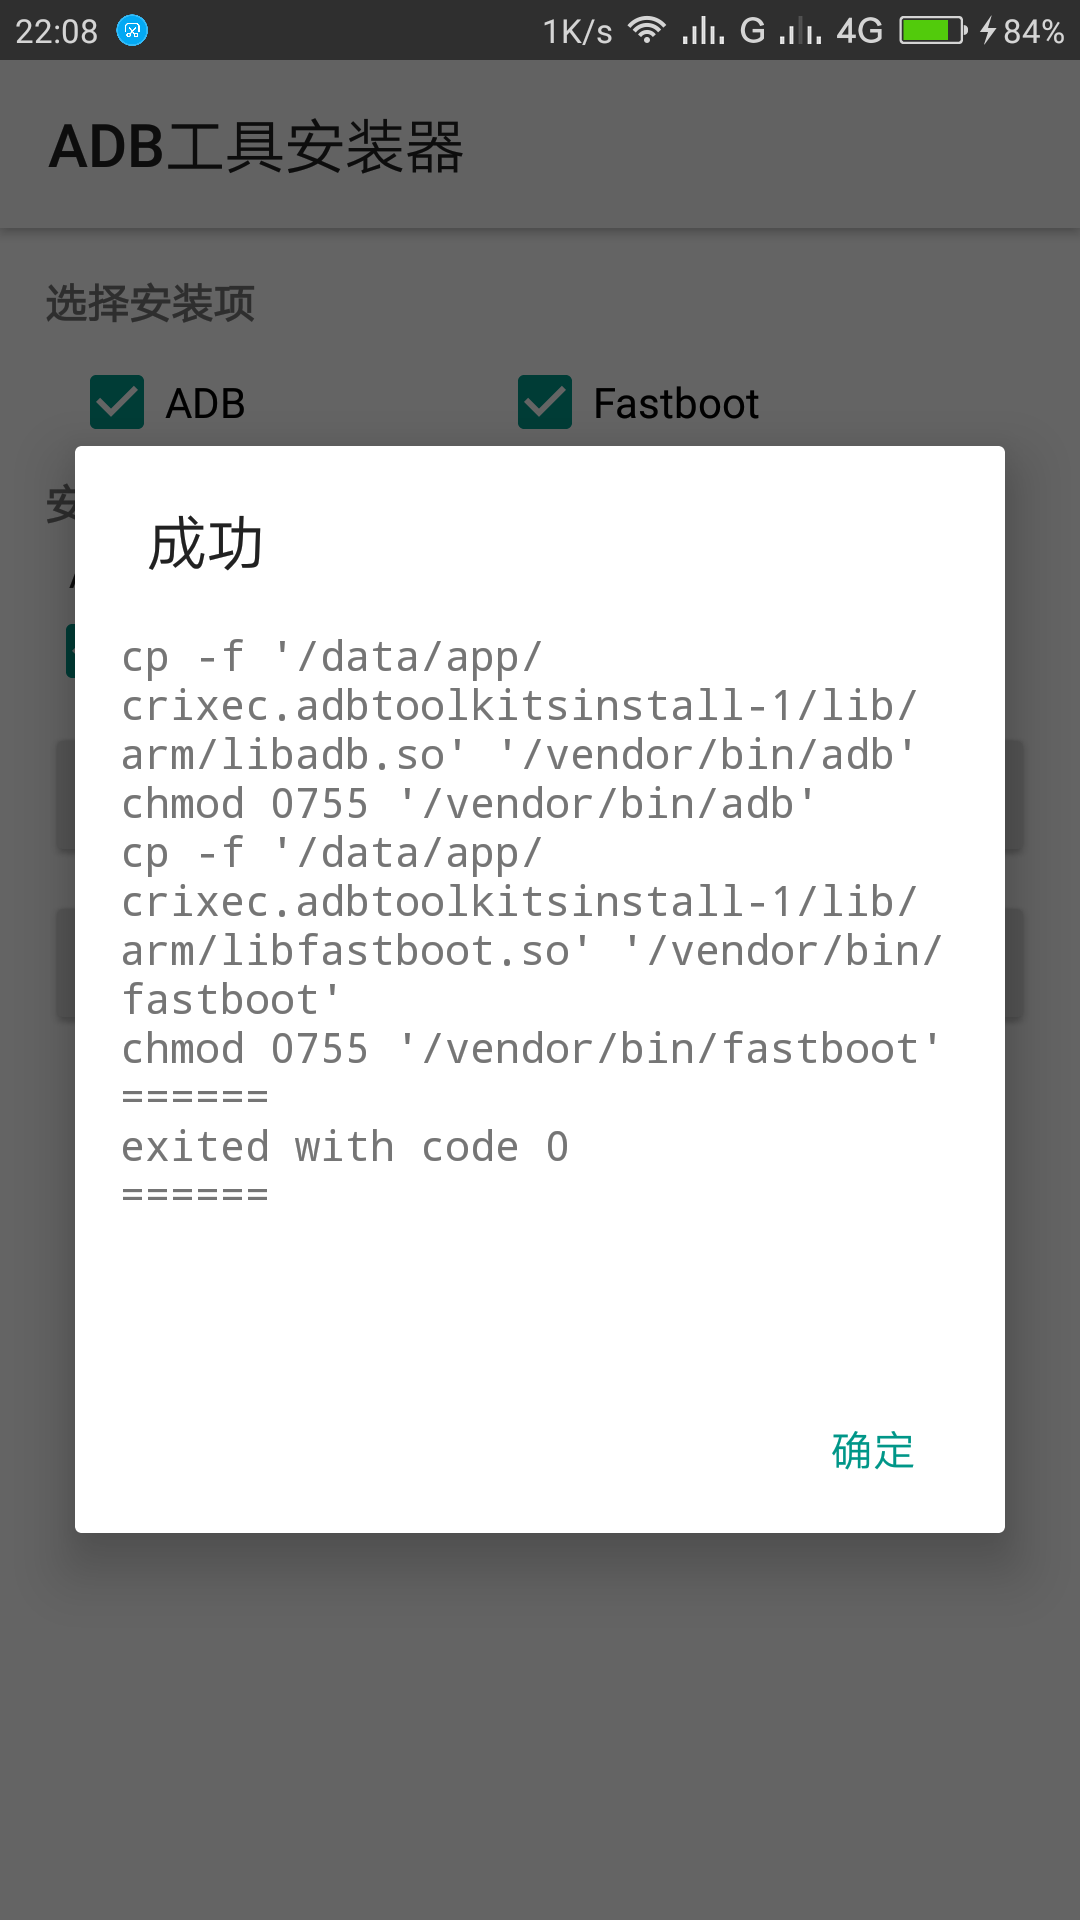 22:08 1K/s G 4G 84%
ADB工具安装器
选择安装项
ADB Fastboot
成功
cp -f '/data/app/
crixec.adbtoolkitsinstall-1/lib/
arm/libadb.so' '/vendor/bin/adb'
chmod 0755 '/vendor/bin/adb'
cp -f '/data/app/
crixec.adbtoolkitsinstall-1/lib/
arm/libfastboot.so' '/vendor/bin/
fastboot'
chmod 0755 '/vendor/bin/fastboot'
======
exited with code 0
======
确定